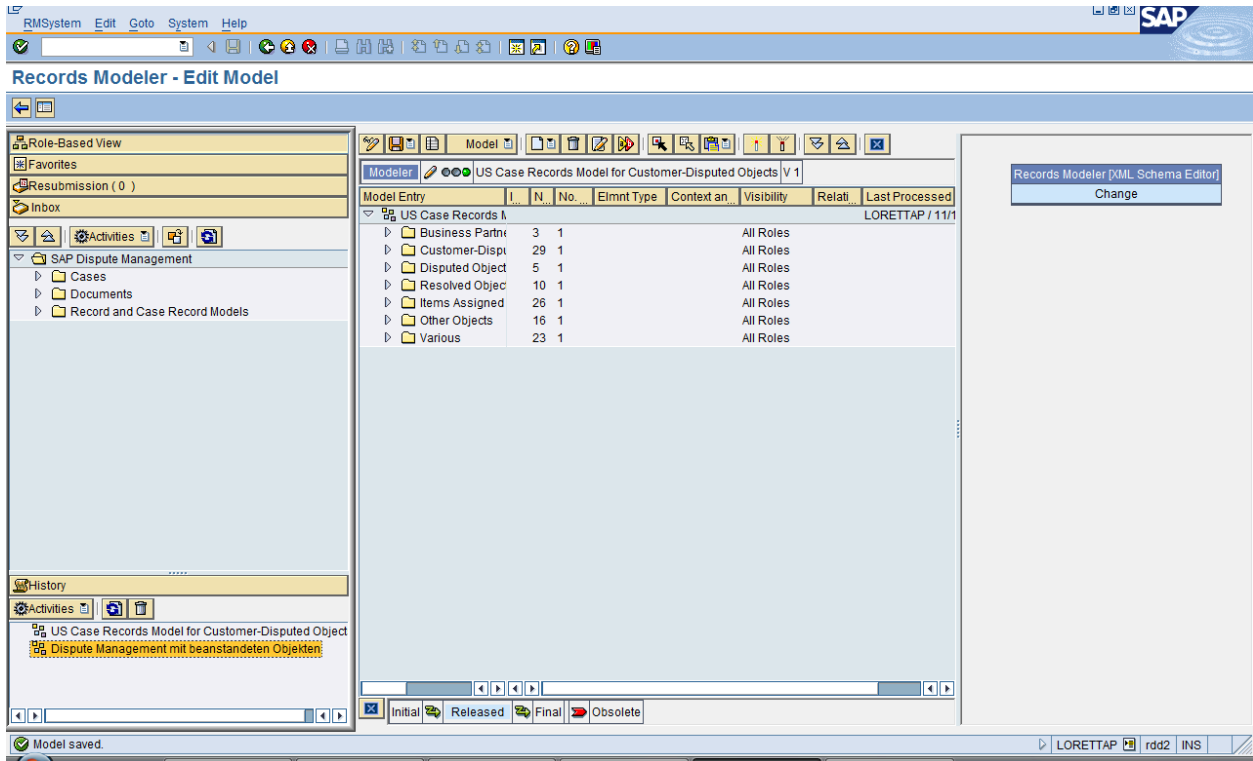 RMSystem Edit Goto System Help
SAP
Records Modeler - Edit Model
Role-Based View
Favorites
Resubmission ( 0 )
Inbox
Activities
SAP Dispute Management
Cases
Documents
Record and Case Record Models
History
Activities
US Case Records Model for Customer-Disputed Object
Dispute Management mit beanstandeten Objekten
Model
Modeler US Case Records Model for Customer-Disputed Objects V 1
Model Entry I... N... No. ... Elmnt Type Context an... Visibility Relati... Last Processed
US Case Records M LORETTAP / 11/1
Business Partne 3 1 All Roles
Customer-Dispu 29 1 All Roles
Disputed Object 5 1 All Roles
Resolved Objec 10 1 All Roles
Items Assigned 26 1 All Roles
Other Objects 16 1 All Roles
Various 23 1 All Roles
Initial Released Final Obsolete
Records Modeler [XML Schema Editor]
Change
Model saved.
LORETTAP rdd2 INS